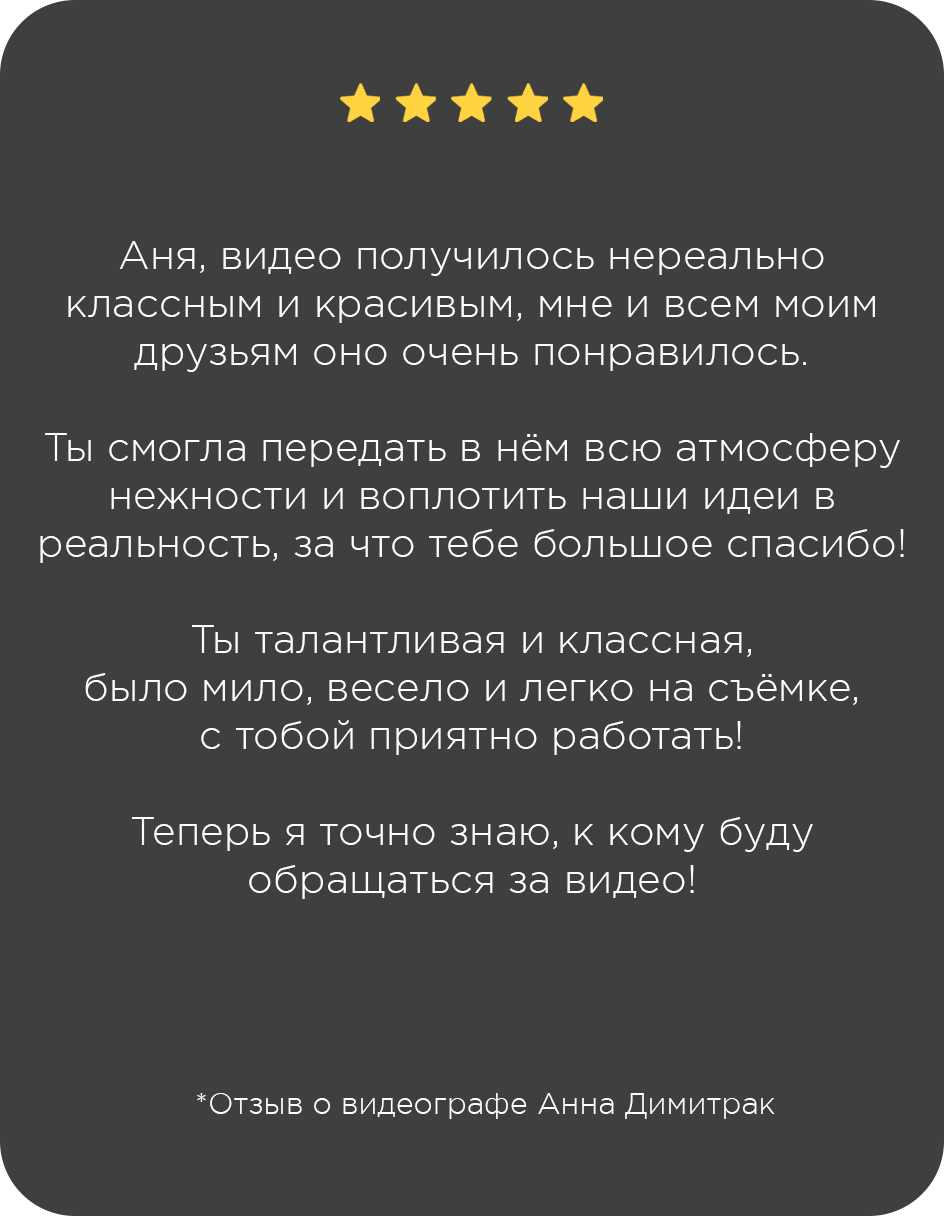 Аня, видео получилось нереально
классным и красивым, мне и всем моим
друзьям оно очень понравилось.
Ты смогла передать в нём всю атмосферу
нежности и воплотить наши идеи в
реальность, за что тебе большое спасибо!
Ты талантливая и классная,
было мило, весело и легко на съёмке,
с тобой приятно работать!
Теперь я точно знаю, к кому буду
обращаться за видео!
*Отзыв о видеографе Анна Димитрак